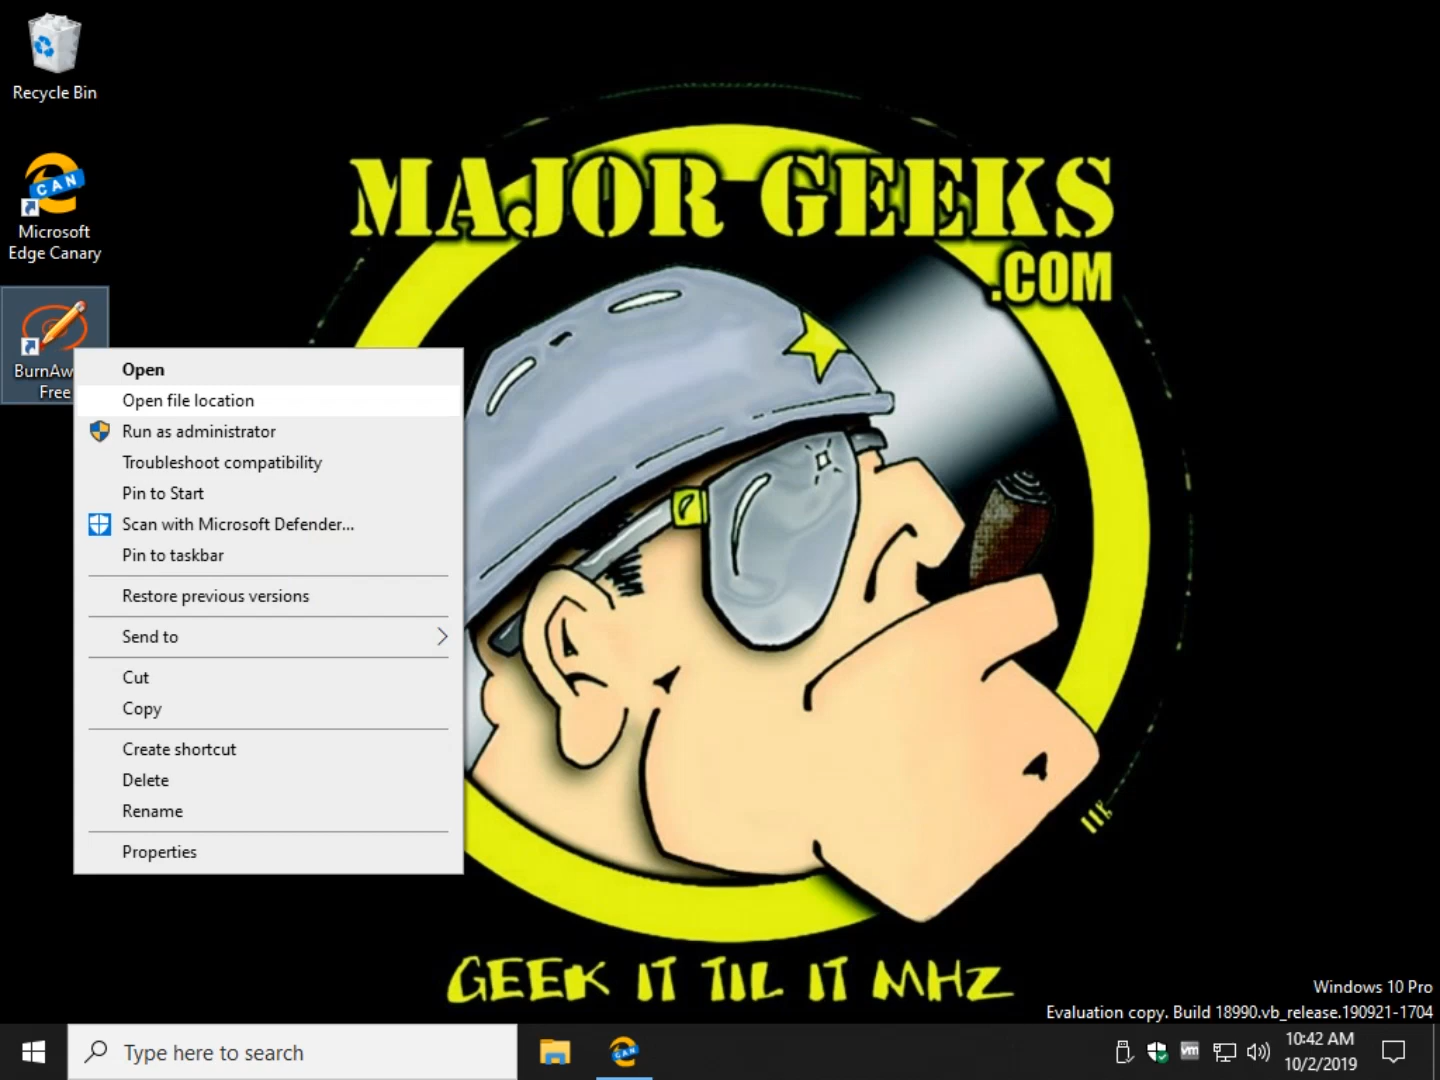 Recycle Bin
CAN
Microsoft
Edge Canary
BurnAw
Free
Open
Open file location
Run as administrator
Troubleshoot compatibility
Pin to Start
Scan with Microsoft Defender...
Pin to taskbar
Restore previous versions
Send to
Cut
Copy
Create shortcut
Delete
Rename
Properties
MAJOR GEEKS
.COM
GEEK IT TIL IT MHZ
Windows 10 Pro
Evaluation copy. Build 18990.vb_release.190921-1704
Type here to search
CAN
vm
10:42 AM
10/2/2019